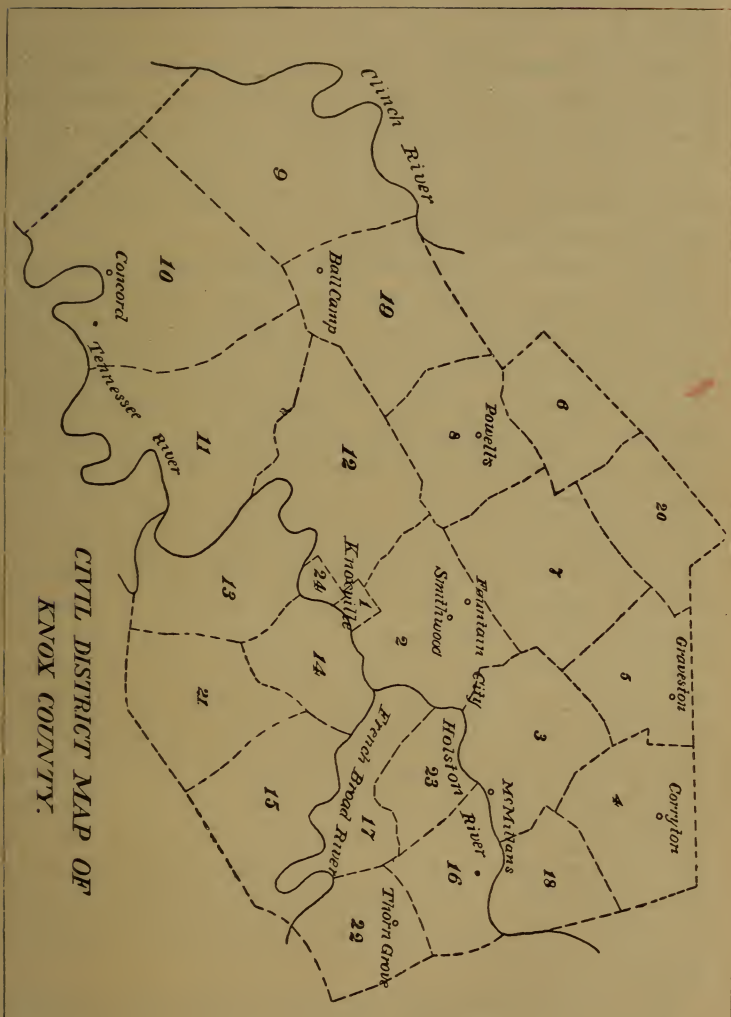 20
Graveston
Corryton
6
5
4
7
Powells
8
3
18
McMillans
Fountain City
Smithwood
2
Holston River
23
16
Clinch River
19
Ball Camp
12
Knoxville
1
24
17
Thorn Grove
22
French Broad River
14
9
10
Concord
11
13
21
15
Tennessee River
CIVIL DISTRICT MAP OF
KNOX COUNTY.